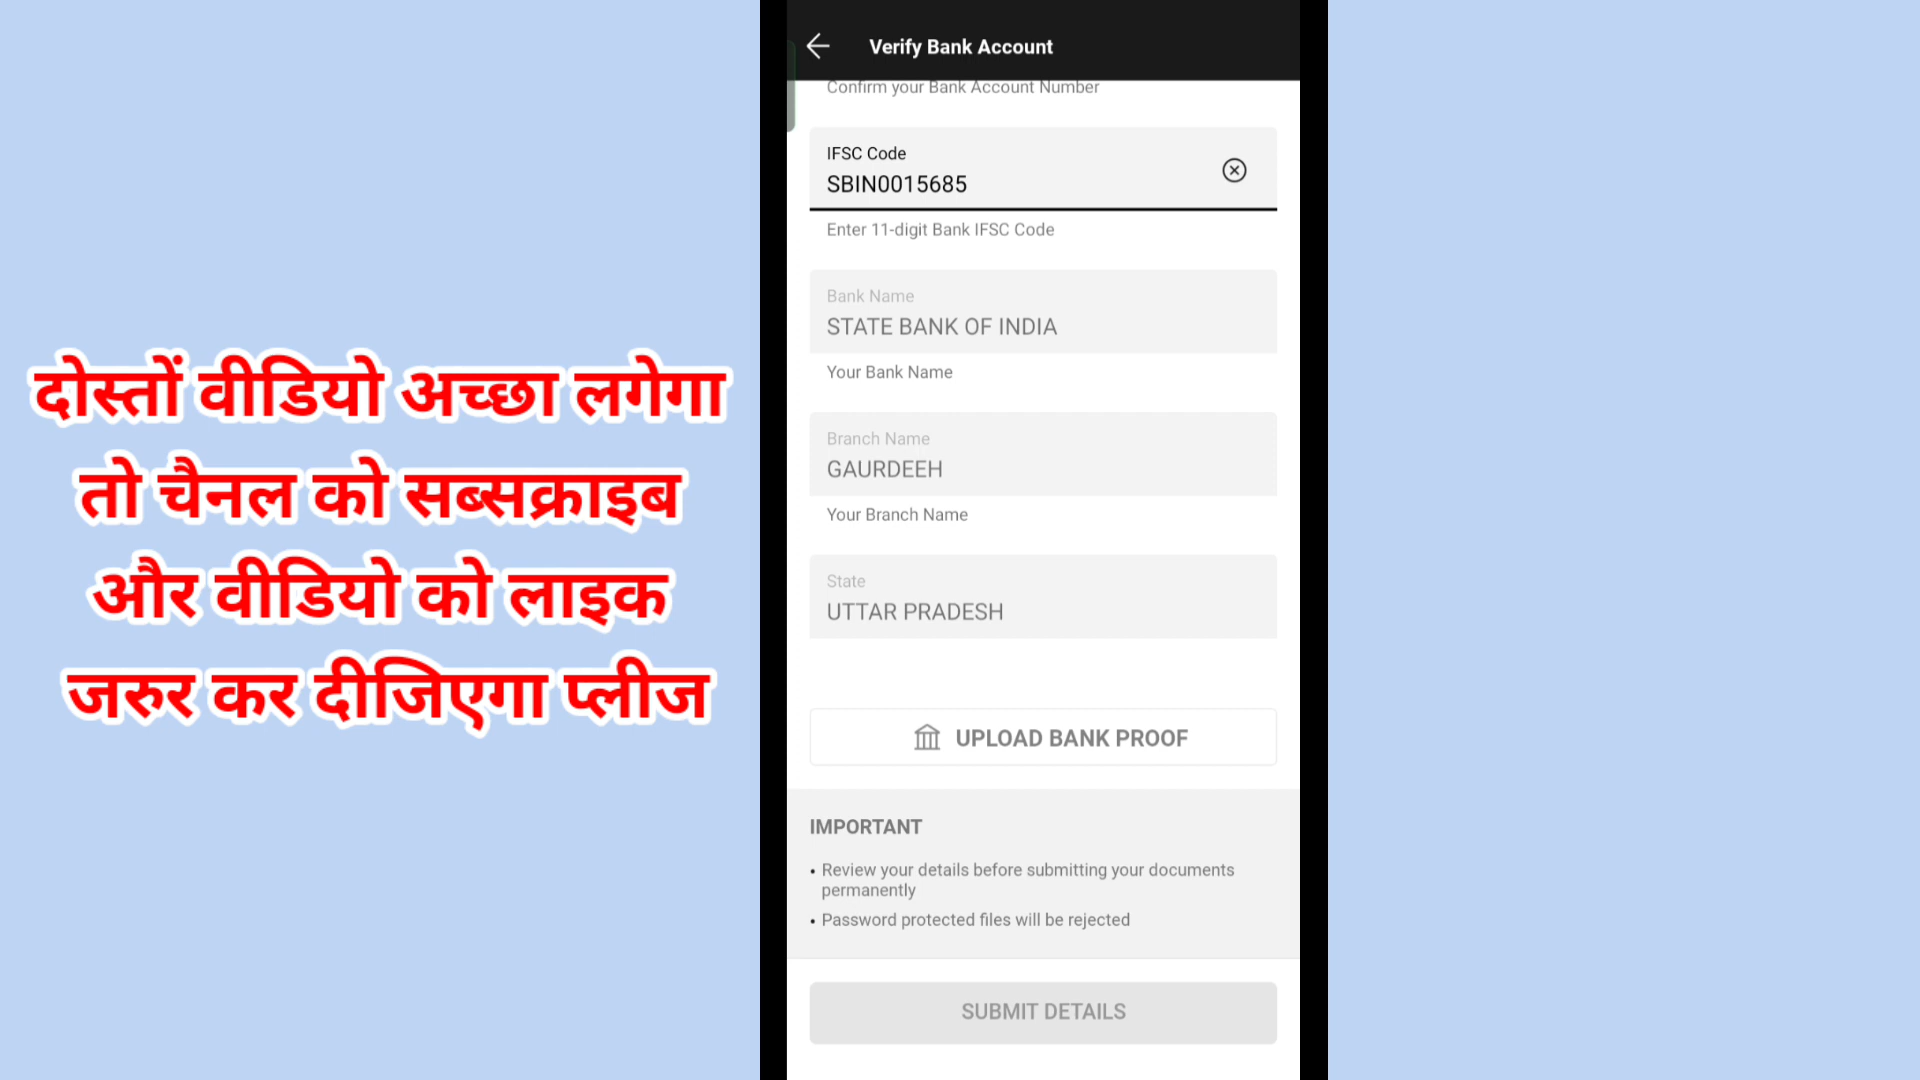 दोस्तों वीडियो अच्छा लगेगा
तो चैनल को सब्सक्राइब
और वीडियो को लाइक
जरुर कर दीजिएगा प्लीज
Verify Bank Account
Confirm your Bank Account Number
IFSC Code
SBIN0015685
Enter 11-digit Bank IFSC Code
Bank Name
STATE BANK OF INDIA
Your Bank Name
Branch Name
GAURDEEH
Your Branch Name
State
UTTAR PRADESH
UPLOAD BANK PROOF
IMPORTANT
• Review your details before submitting your documents
permanently
• Password protected files will be rejected
SUBMIT DETAILS